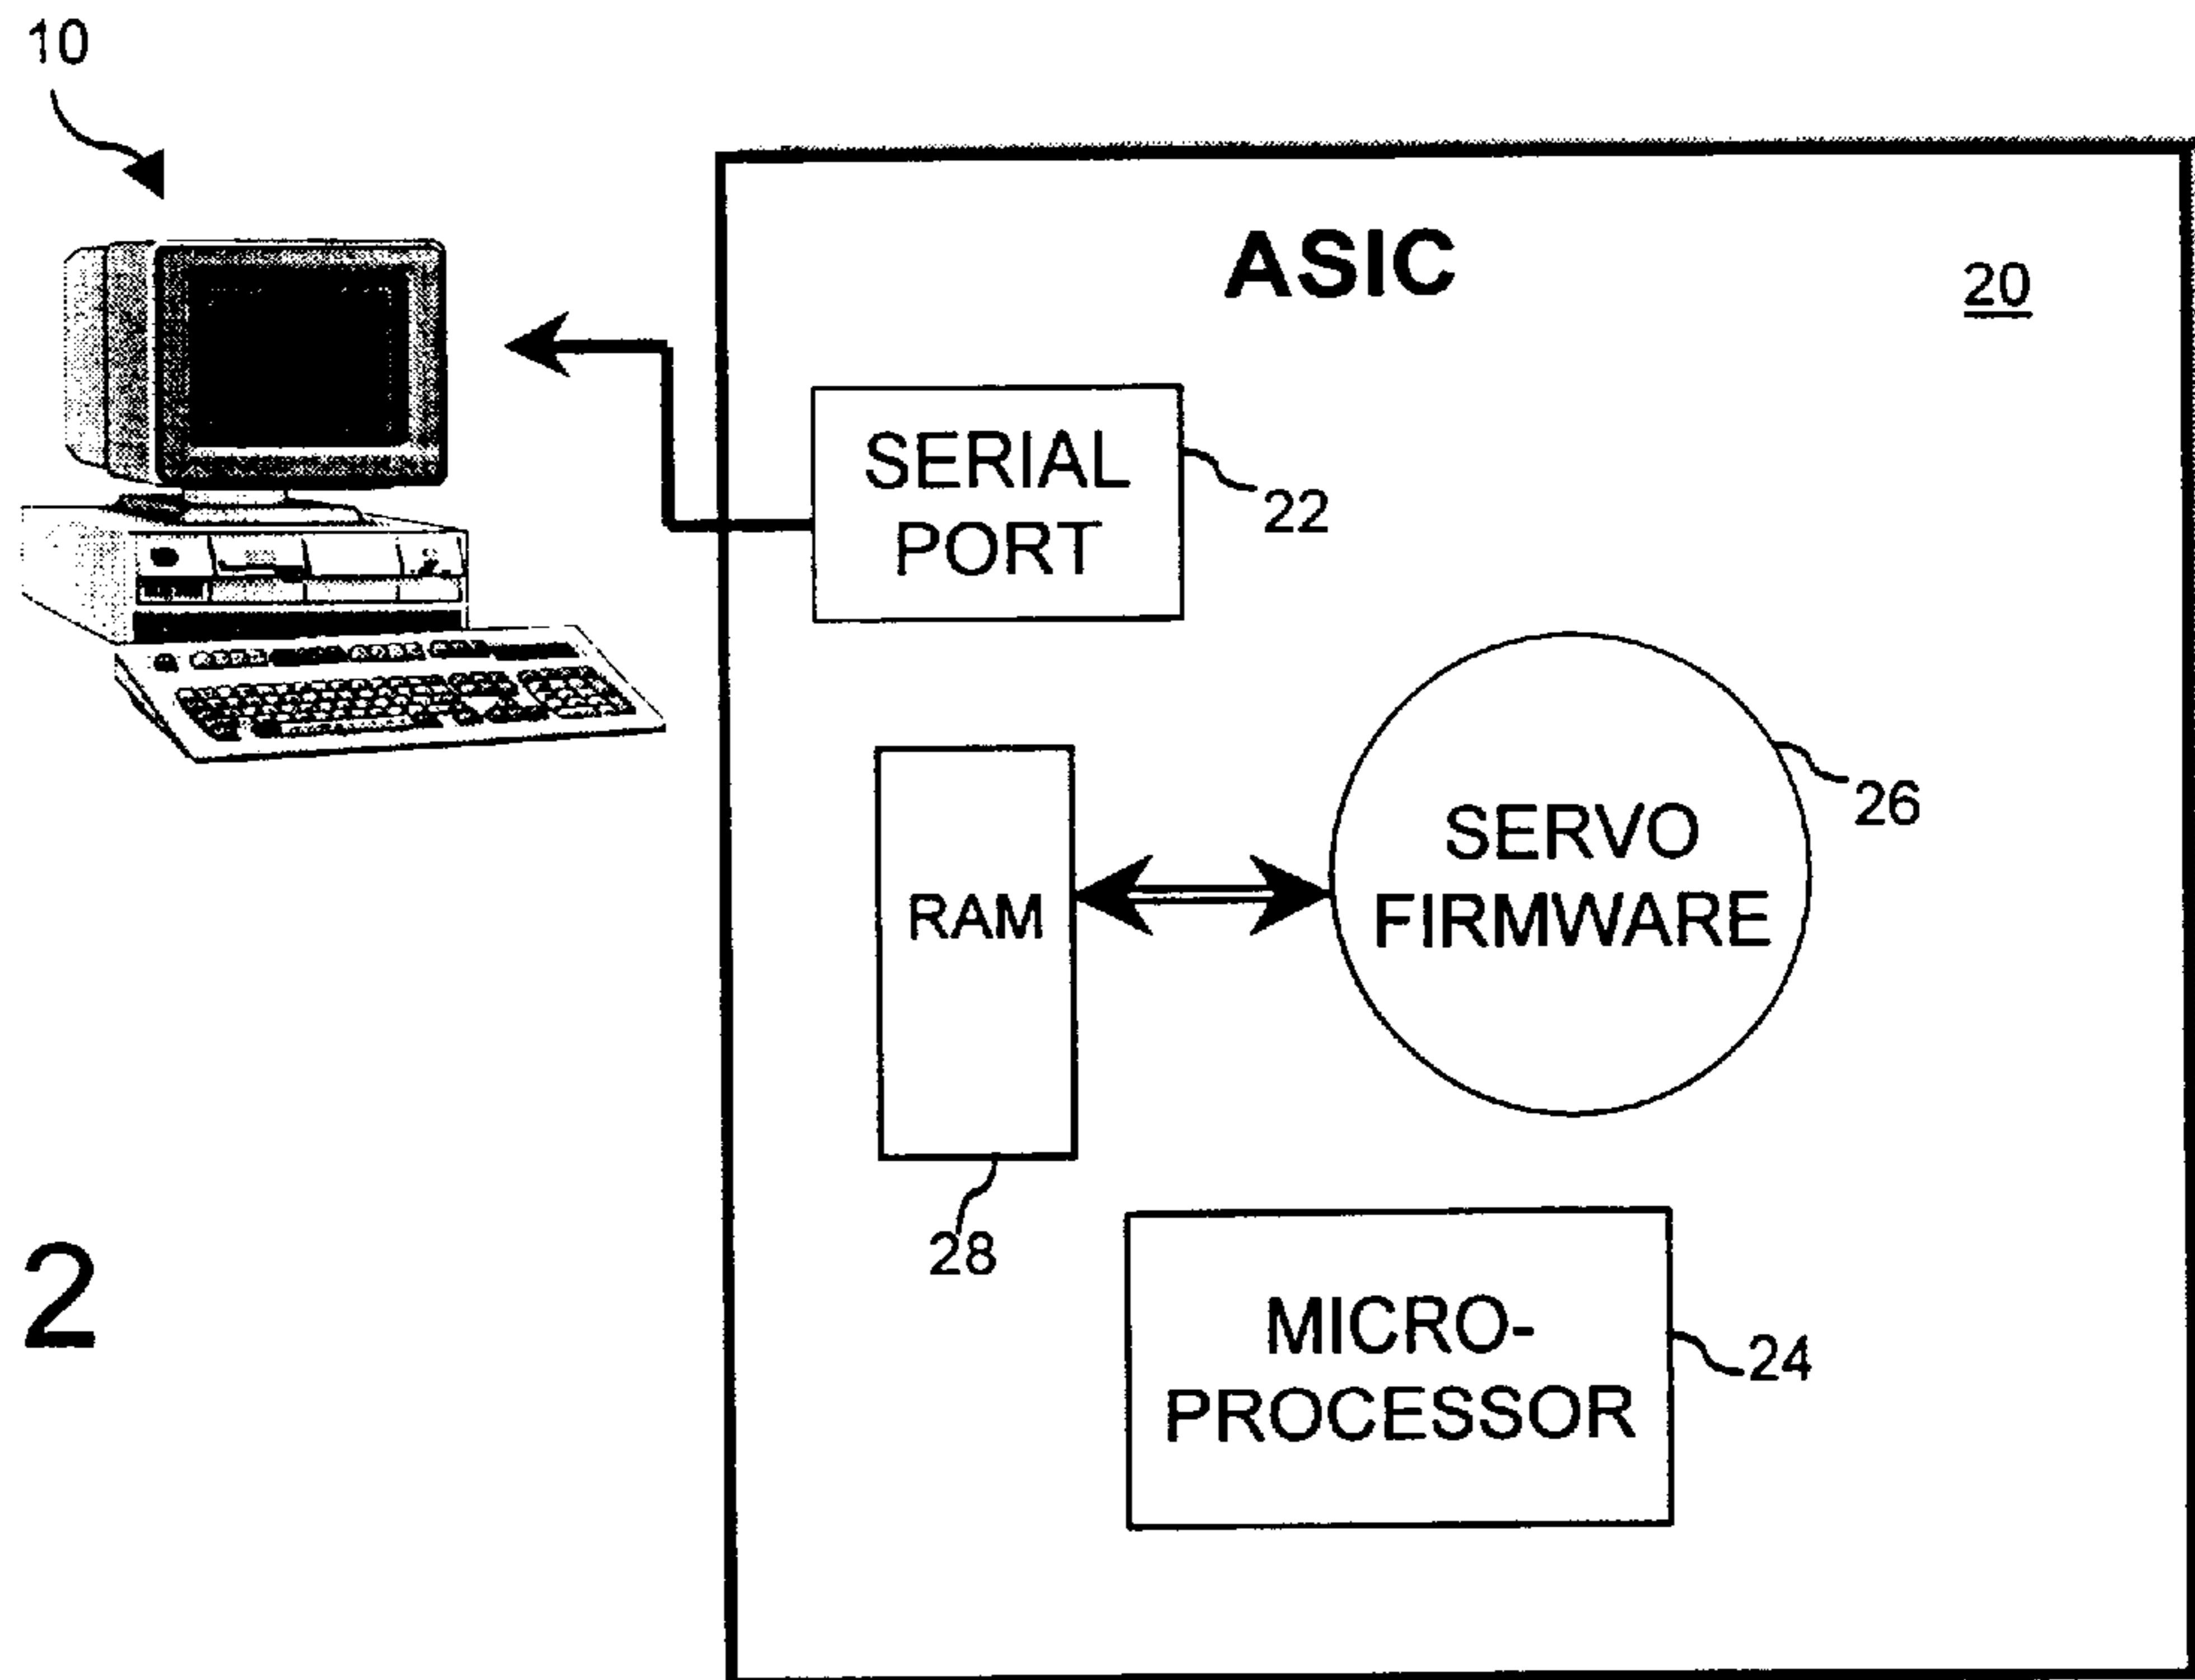 10
ASIC
20
SERIAL
PORT
22
26
SERVO
FIRMWARE
RAM
28
2
MICRO-
PROCESSOR
24